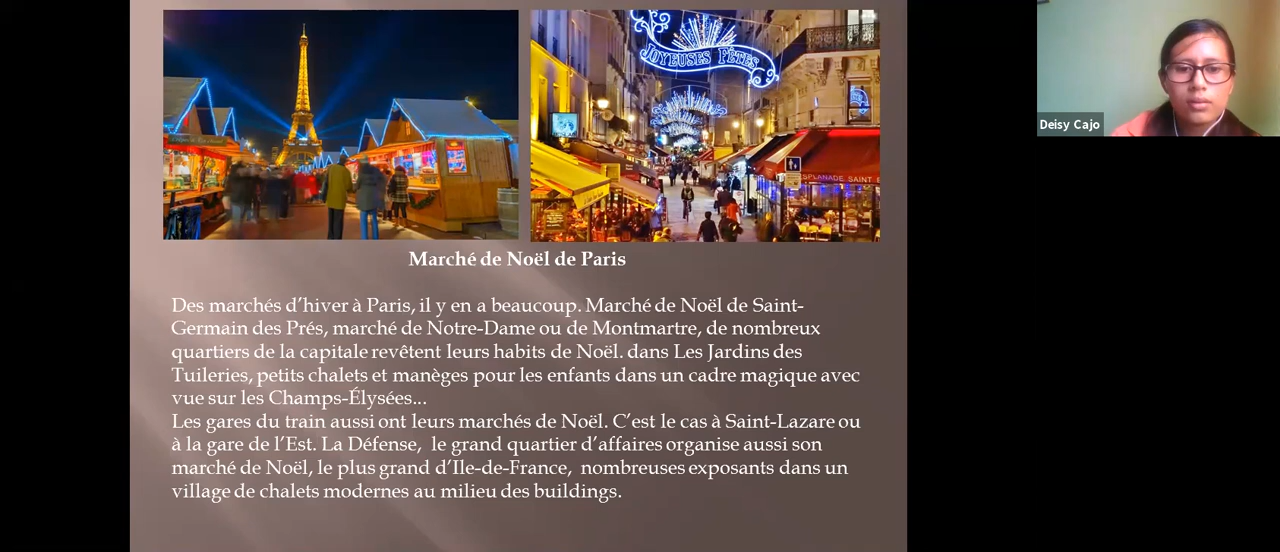 JOYEUSES FÊTES
ESPLANADE SAINT
Deisy Cajo
Marché de Noël de Paris
Des marchés d’hiver à Paris, il y en a beaucoup. Marché de Noël de Saint-
Germain des Prés, marché de Notre-Dame ou de Montmartre, de nombreux
quartiers de la capitale revêtent leurs habits de Noël. dans Les Jardins des
Tuileries, petits chalets et manèges pour les enfants dans un cadre magique avec
vue sur les Champs-Élysées...
Les gares du train aussi ont leurs marchés de Noël. C’est le cas à Saint-Lazare ou
à la gare de l’Est. La Défense, le grand quartier d’affaires organise aussi son
marché de Noël, le plus grand d’Ile-de-France, nombreuses exposants dans un
village de chalets modernes au milieu des buildings.